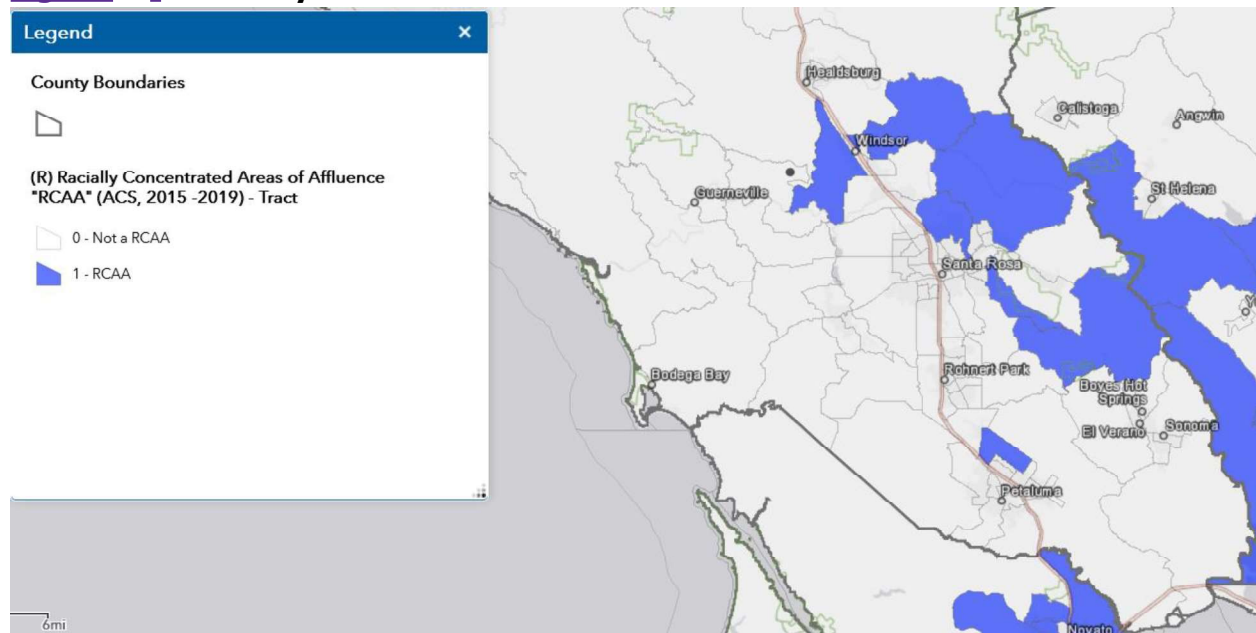 Legend
×
County Boundaries
(R) Racially Concentrated Areas of Affluence
"RCAA" (ACS, 2015 -2019) - Tract
0 - Not a RCAA
1 - RCAA
Healdsburg
Calistoga
Angwin
Windsor
Guerneville
St Helena
Santa Rosa
Bodega Bay
Rohnert Park
Boyes Hot
Springs
El Verano
Sonoma
Petaluma
6mi
Novato